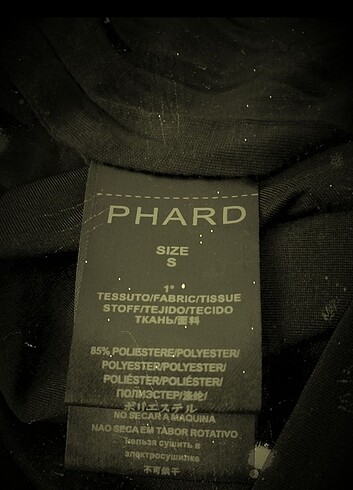 PHARD
SIZE
S
1°
TESSUTO/FABRIC/TISSUE
STOFF/TEJIDO/TECIDO
ТКАНЬ/面料
85% POLIESTERE/POLYESTER/
POLYESTER/POLYESTER/
POLIÉSTER/POLIÉSTER/
ПОЛИЭСТЕР/涤纶/
ポリエステル
NO SECAR A MAQUINA
NAO SECA EM TABOR ROTATIVO
нельзя сушить в
электросушилке
不可烘干